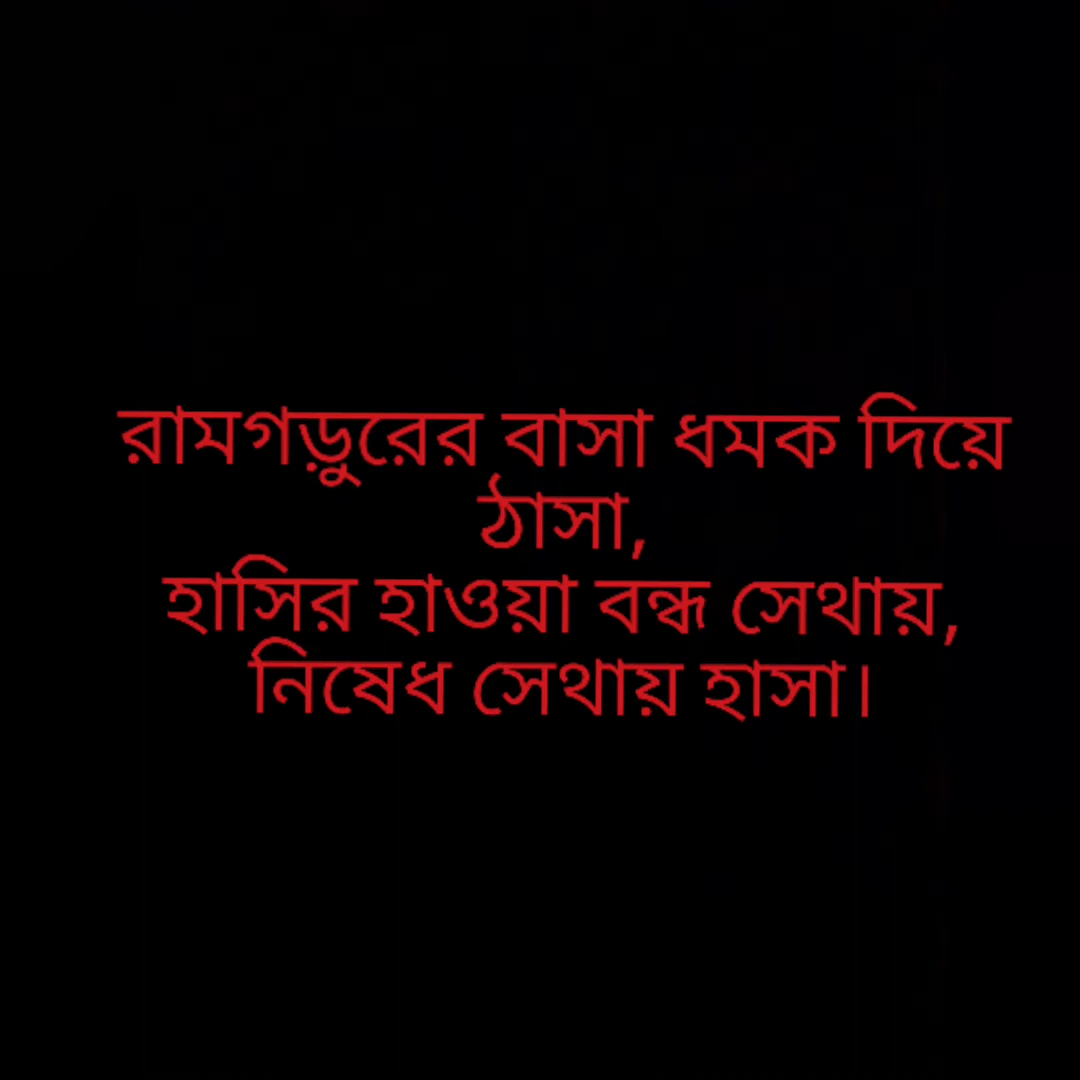 রামগড়ুরের বাসা ধমক দিয়ে
ঠাসা,
হাসির হাওয়া বন্ধ সেথায়,
নিষেধ সেথায় হাসা।